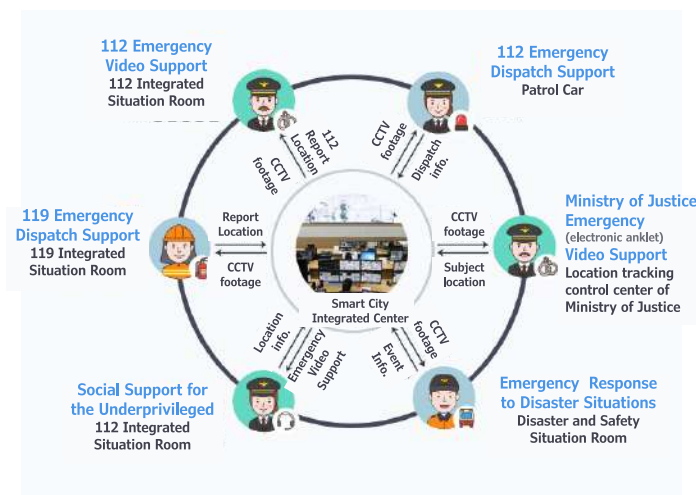 112 Emergency
Video Support
112 Integrated
Situation Room
112 Emergency
Dispatch Support
Patrol Car
112
Report
Location
CCTV
footage
CCTV
footage
Dispatch
info.
119 Emergency
Dispatch Support
119 Integrated
Situation Room
Report
Location
CCTV
footage
CCTV
footage
Subject
location
Ministry of Justice
Emergency
(electronic anklet)
Video Support
Location tracking
control center of
Ministry of Justice
Smart City
Integrated Center
Location
info.
Emergency
Video
Support
CCTV
footage
Event
Info.
Social Support for
the Underprivileged
112 Integrated
Situation Room
Emergency Response
to Disaster Situations
Disaster and Safety
Situation Room